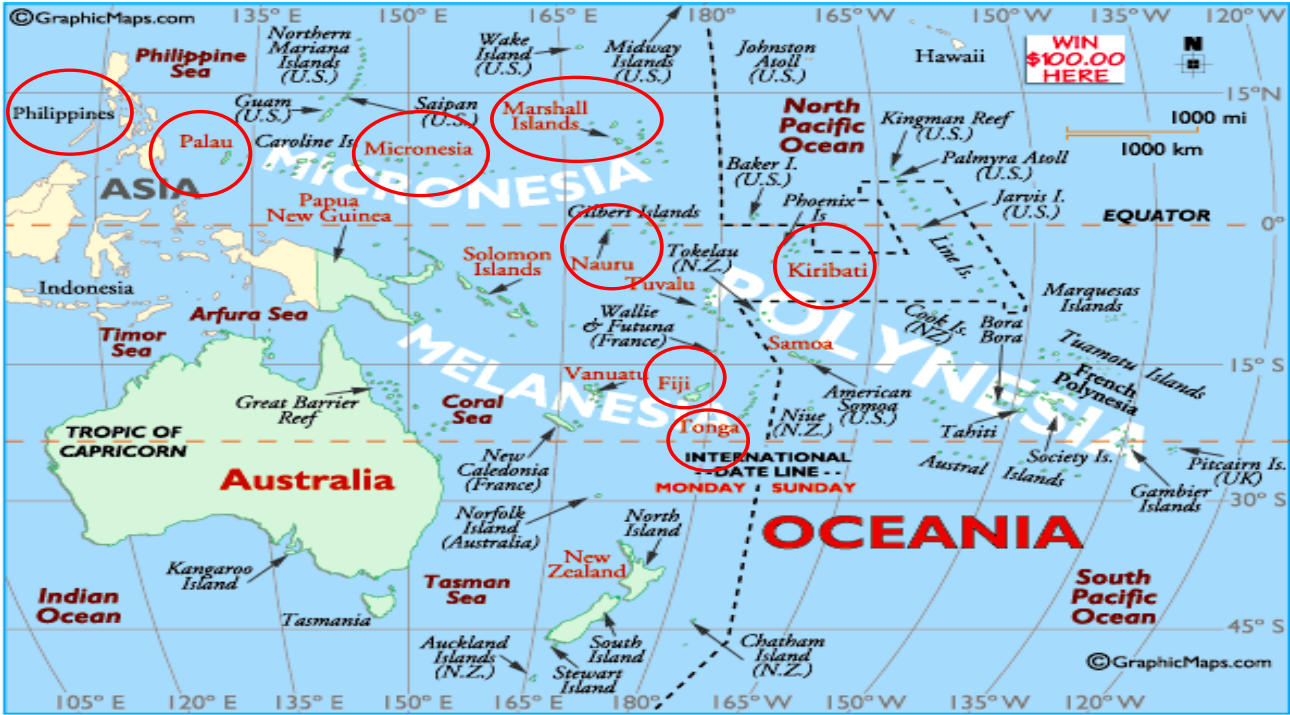 ©GraphicMaps.com
135° E
150° E
165° E
180°
165° W
150° W
135° W
120° W
Philippine
Sea
Northern
Mariana
Islands
(U.S.)
Wake
Island
(U.S.)
Midway
Islands
(U.S.)
Johnston
Atoll
(U.S.)
Hawaii
WIN
$100.00
HERE
N
Philippines
Guam
(U.S.)
Saipan
(U.S.)
Marshall
Islands
North
Pacific
Ocean
15° N
Kingman Reef
(U.S.)
1000 mi
1000 km
Palau
Caroline Is.
Micronesia
MICRONESIA
Baker I.
(U.S.)
Palmyra Atoll
(U.S.)
ASIA
Papua
New Guinea
Gilbert Islands
Phoenix
Is
Jarvis I.
(U.S.)
EQUATOR
0°
Indonesia
Solomon
Islands
Nauru
Tokelau
(N.Z.)
Kiribati
Line Is.
Tuvalu
Marquesas
Islands
Arfura Sea
Timor
Sea
Wallie
& Futuna
(France)
POLYNESIA
Cook Is.
(NZ)
Bora
Bora
MELANESIA
Samoa
Tuamotu Islands
15° S
Great Barrier
Reef
Coral
Sea
Vanuatu
Fiji
American
Somoa
(U.S.)
French
Polynesia
TROPIC OF
CAPRICORN
Tonga
Niue
(N.Z.)
Tahiti
Australia
New
Caledonia
(France)
INTERNATIONAL
- - DATE LINE - -
MONDAY SUNDAY
Society Is.
Austral Islands
Pitcairn Is.
(UK)
Gambier
Islands
30° S
Norfolk
Island
(Australia)
North
Island
OCEANIA
Kangaroo
Island
Tasman
Sea
New
Zealand
South
Pacific
Ocean
Indian
Ocean
Tasmania
45° S
Auckland
Islands
(N.Z.)
South
Island
Stewart
Island
Chatham
Island
(N.Z.)
©GraphicMaps.com
105° E
120° E
135° E
150° E
165° E
180°
165° W
150° W
135° W
120° W